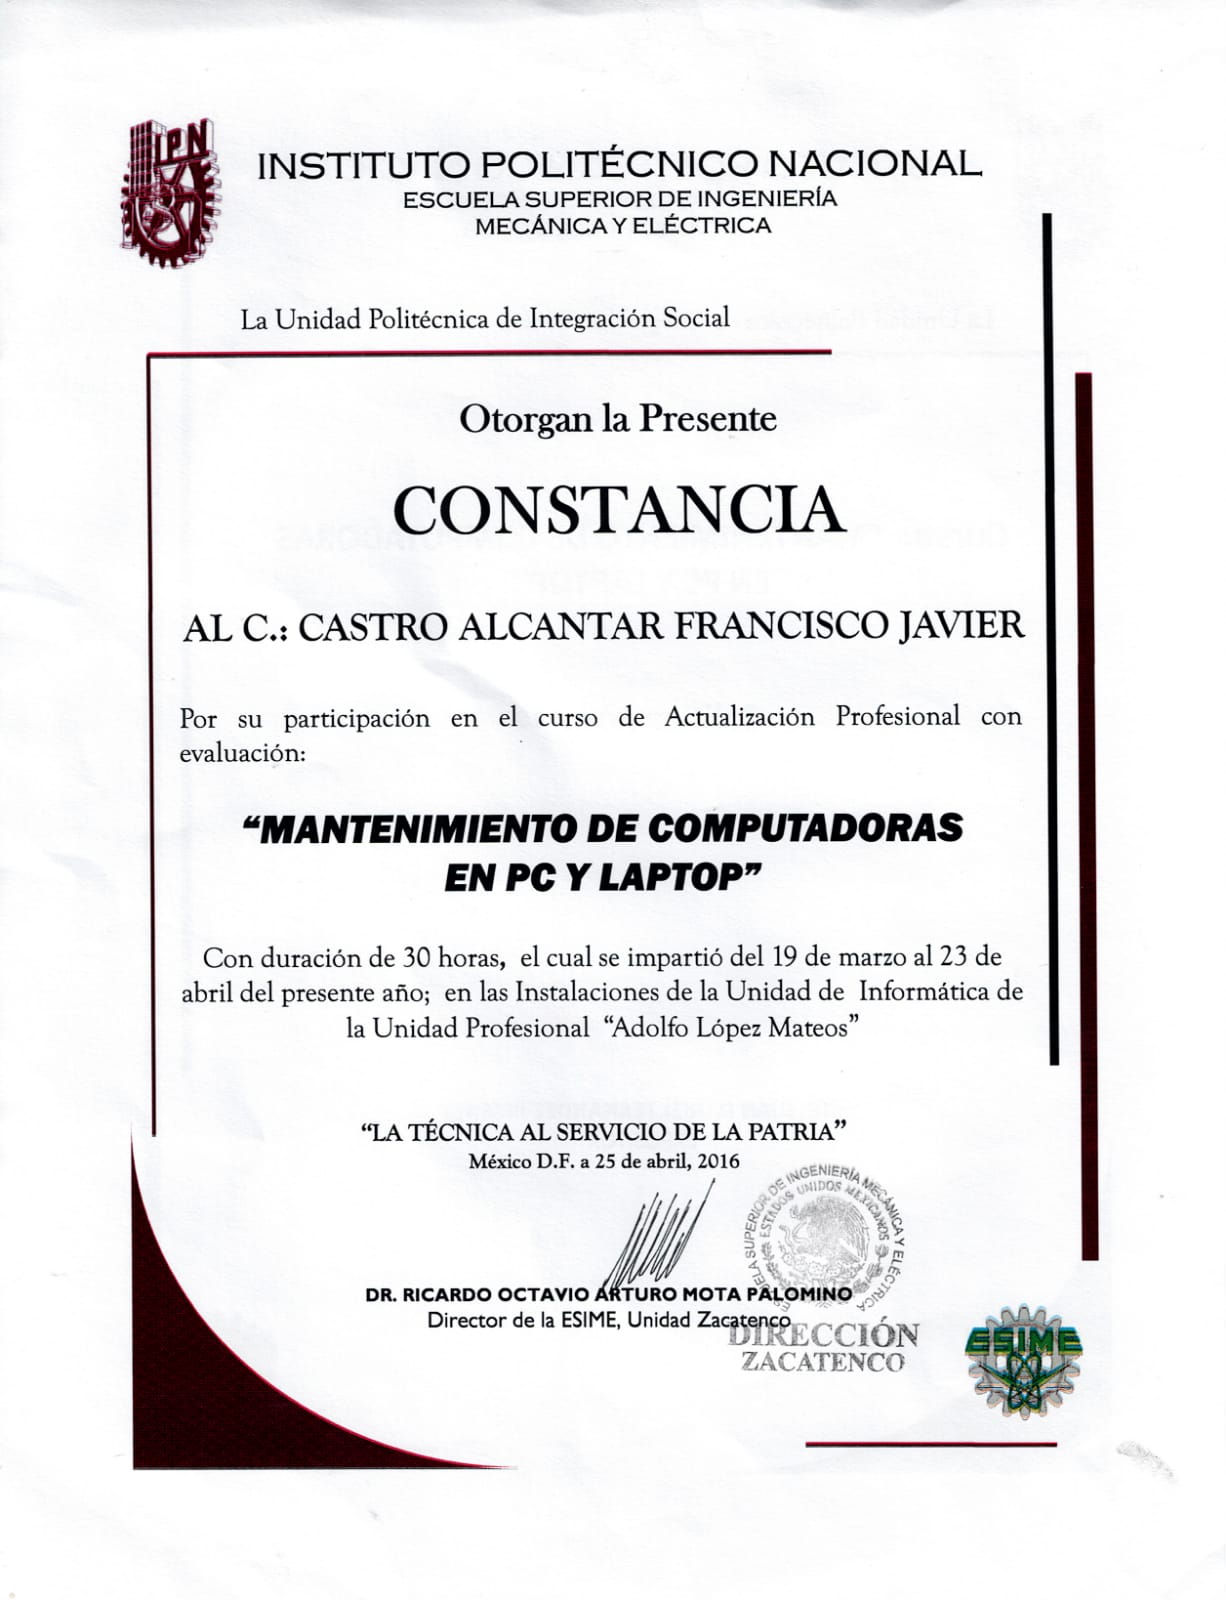 IPN
INSTITUTO POLITÉCNICO NACIONAL
ESCUELA SUPERIOR DE INGENIERÍA
MECÁNICA Y ELÉCTRICA
La Unidad Politécnica de Integración Social
Otorgan la Presente
CONSTANCIA
AL C.: CASTRO ALCANTAR FRANCISCO JAVIER
Por su participación en el curso de Actualización Profesional con
evaluación:
“MANTENIMIENTO DE COMPUTADORAS
EN PC Y LAPTOP”
Con duración de 30 horas, el cual se impartió del 19 de marzo al 23 de
abril del presente año; en las Instalaciones de la Unidad de Informática de
la Unidad Profesional “Adolfo López Mateos”
“LA TÉCNICA AL SERVICIO DE LA PATRIA”
México D.F. a 25 de abril, 2016
ESCUELA SUPERIOR DE INGENIERÍA MECÁNICA Y ELÉCTRICA
ESTADOS UNIDOS MEXICANOS
DR. RICARDO OCTAVIO ARTURO MOTA PALOMINO
Director de la ESIME, Unidad Zacatenco
DIRECCIÓN
ZACATENCO
ESIME